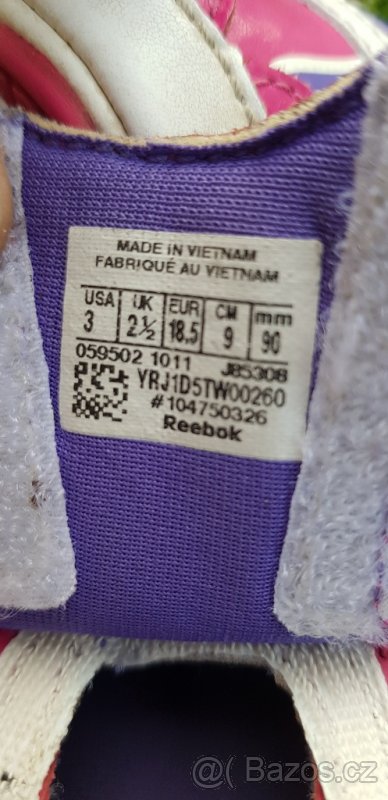 MADE IN VIETNAM
FABRIQUÉ AU VIETNAM
USA UK EUR CM mm
3 2½ 18.5 9 90
059502 1011 J85308
YRJ1D5TW00260
#104750326
Reebok
Bazos.cz